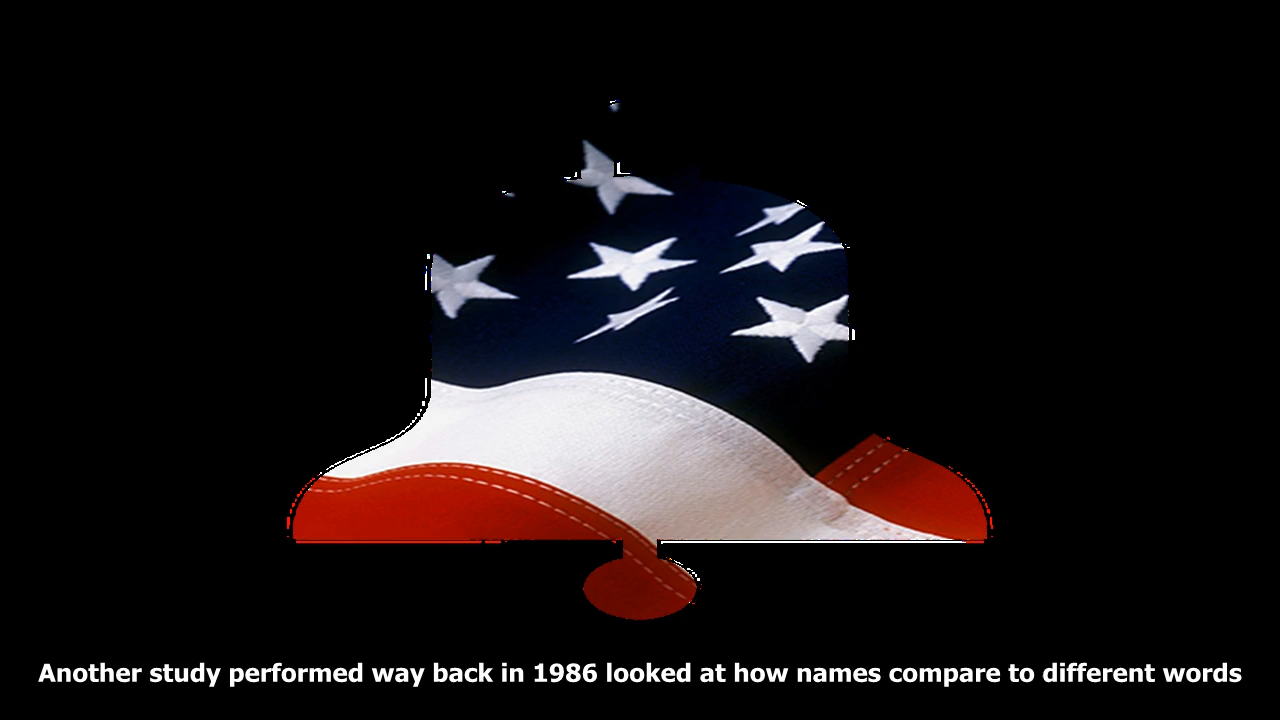 Another study performed way back in 1986 looked at how names compare to different words